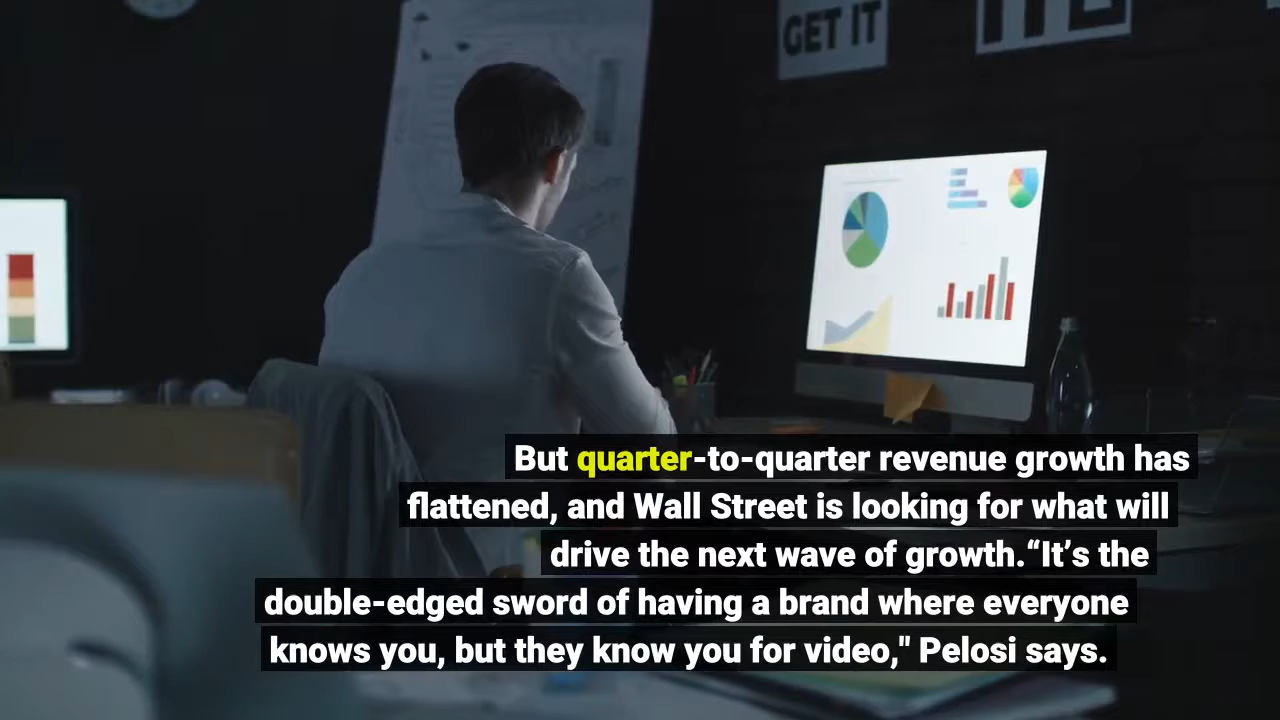 GET IT
But quarter-to-quarter revenue growth has
flattened, and Wall Street is looking for what will
drive the next wave of growth.“It’s the
double-edged sword of having a brand where everyone
knows you, but they know you for video," Pelosi says.